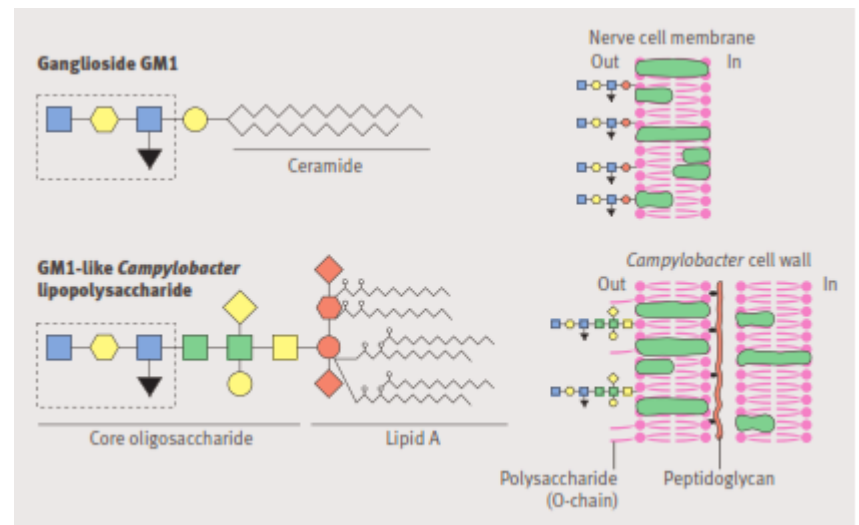 Ganglioside GM1
Ceramide
Nerve cell membrane
Out
In
GM1-like Campylobacter
lipopolysaccharide
Core oligosaccharide
Lipid A
Campylobacter cell wall
Out
In
Polysaccharide
(O-chain)
Peptidoglycan